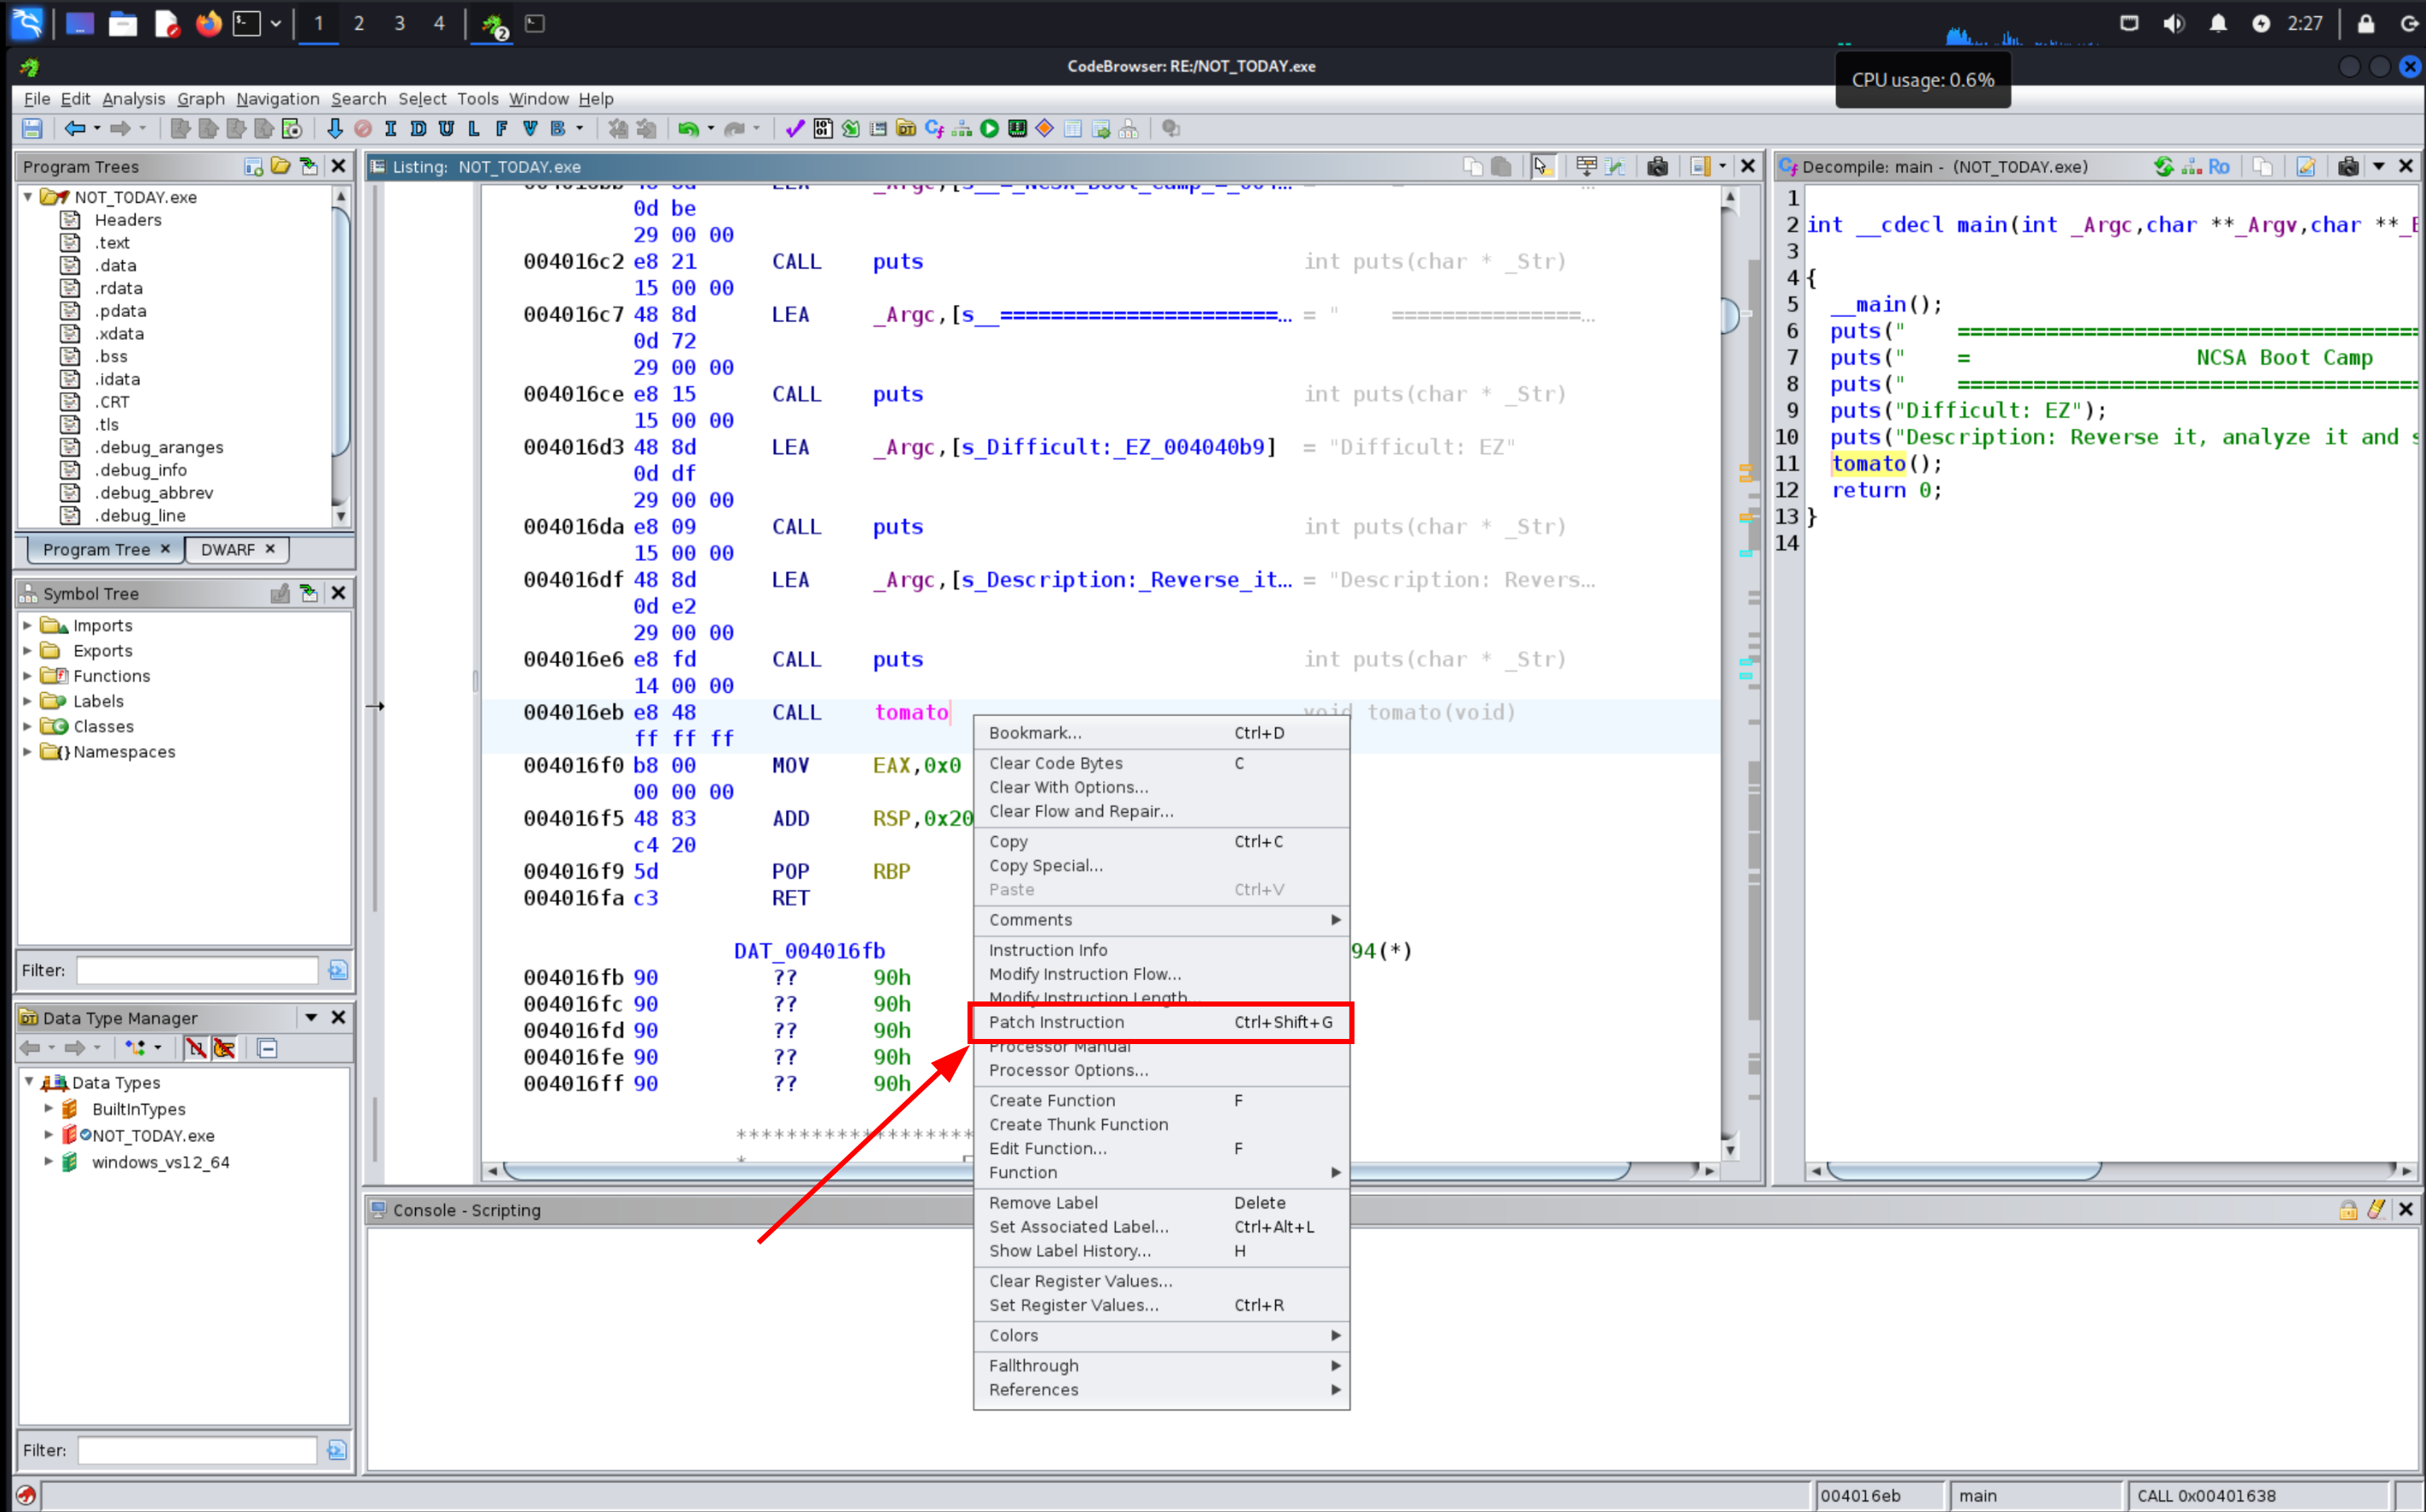 1 2 3 4 2 2:27
CodeBrowser: RE:/NOT_TODAY.exe
CPU usage: 0.6%
File Edit Analysis Graph Navigation Search Select Tools Window Help
I D U L F V B
Program Trees
NOT_TODAY.exe
Headers
.text
.data
.rdata
.pdata
.xdata
.bss
.idata
.CRT
.tls
.debug_aranges
.debug_info
.debug_abbrev
.debug_line
Program Tree × DWARF ×
Symbol Tree
Imports
Exports
Functions
Labels
Classes
Namespaces
Filter:
Data Type Manager
Data Types
BuiltInTypes
NOT_TODAY.exe
windows_vs12_64
Filter:
Listing: NOT_TODAY.exe
0d be
29 00 00
004016c2 e8 21 CALL puts int puts(char * _Str)
15 00 00
004016c7 48 8d LEA _Argc,[s__======================... = " ===============...
0d 72
29 00 00
004016ce e8 15 CALL puts int puts(char * _Str)
15 00 00
004016d3 48 8d LEA _Argc,[s_Difficult:_EZ_004040b9] = "Difficult: EZ"
0d df
29 00 00
004016da e8 09 CALL puts int puts(char * _Str)
15 00 00
004016df 48 8d LEA _Argc,[s_Description:_Reverse_it... = "Description: Revers...
0d e2
29 00 00
004016e6 e8 fd CALL puts int puts(char * _Str)
14 00 00
004016eb e8 48 CALL tomato void tomato(void)
ff ff ff
004016f0 b8 00 MOV EAX,0x0
00 00 00
004016f5 48 83 ADD RSP,0x20
c4 20
004016f9 5d POP RBP
004016fa c3 RET
DAT_004016fb 94(*)
004016fb 90 ?? 90h
004016fc 90 ?? 90h
004016fd 90 ?? 90h
004016fe 90 ?? 90h
004016ff 90 ?? 90h
*******************
*
Bookmark... Ctrl+D
Clear Code Bytes C
Clear With Options...
Clear Flow and Repair...
Copy Ctrl+C
Copy Special...
Paste Ctrl+V
Comments
Instruction Info
Modify Instruction Flow...
Modify Instruction Length...
Patch Instruction Ctrl+Shift+G
Processor Manual
Processor Options...
Create Function F
Create Thunk Function
Edit Function... F
Function
Remove Label Delete
Set Associated Label... Ctrl+Alt+L
Show Label History... H
Clear Register Values...
Set Register Values... Ctrl+R
Colors
Fallthrough
References
Decompile: main - (NOT_TODAY.exe) Ro
1
2 int __cdecl main(int _Argc,char **_Argv,char **_E
3
4 {
5 __main();
6 puts(" =====================================
7 puts(" = NCSA Boot Camp
8 puts(" =====================================
9 puts("Difficult: EZ");
10 puts("Description: Reverse it, analyze it and s
11 tomato();
12 return 0;
13 }
14
Console - Scripting
004016eb main CALL 0x00401638